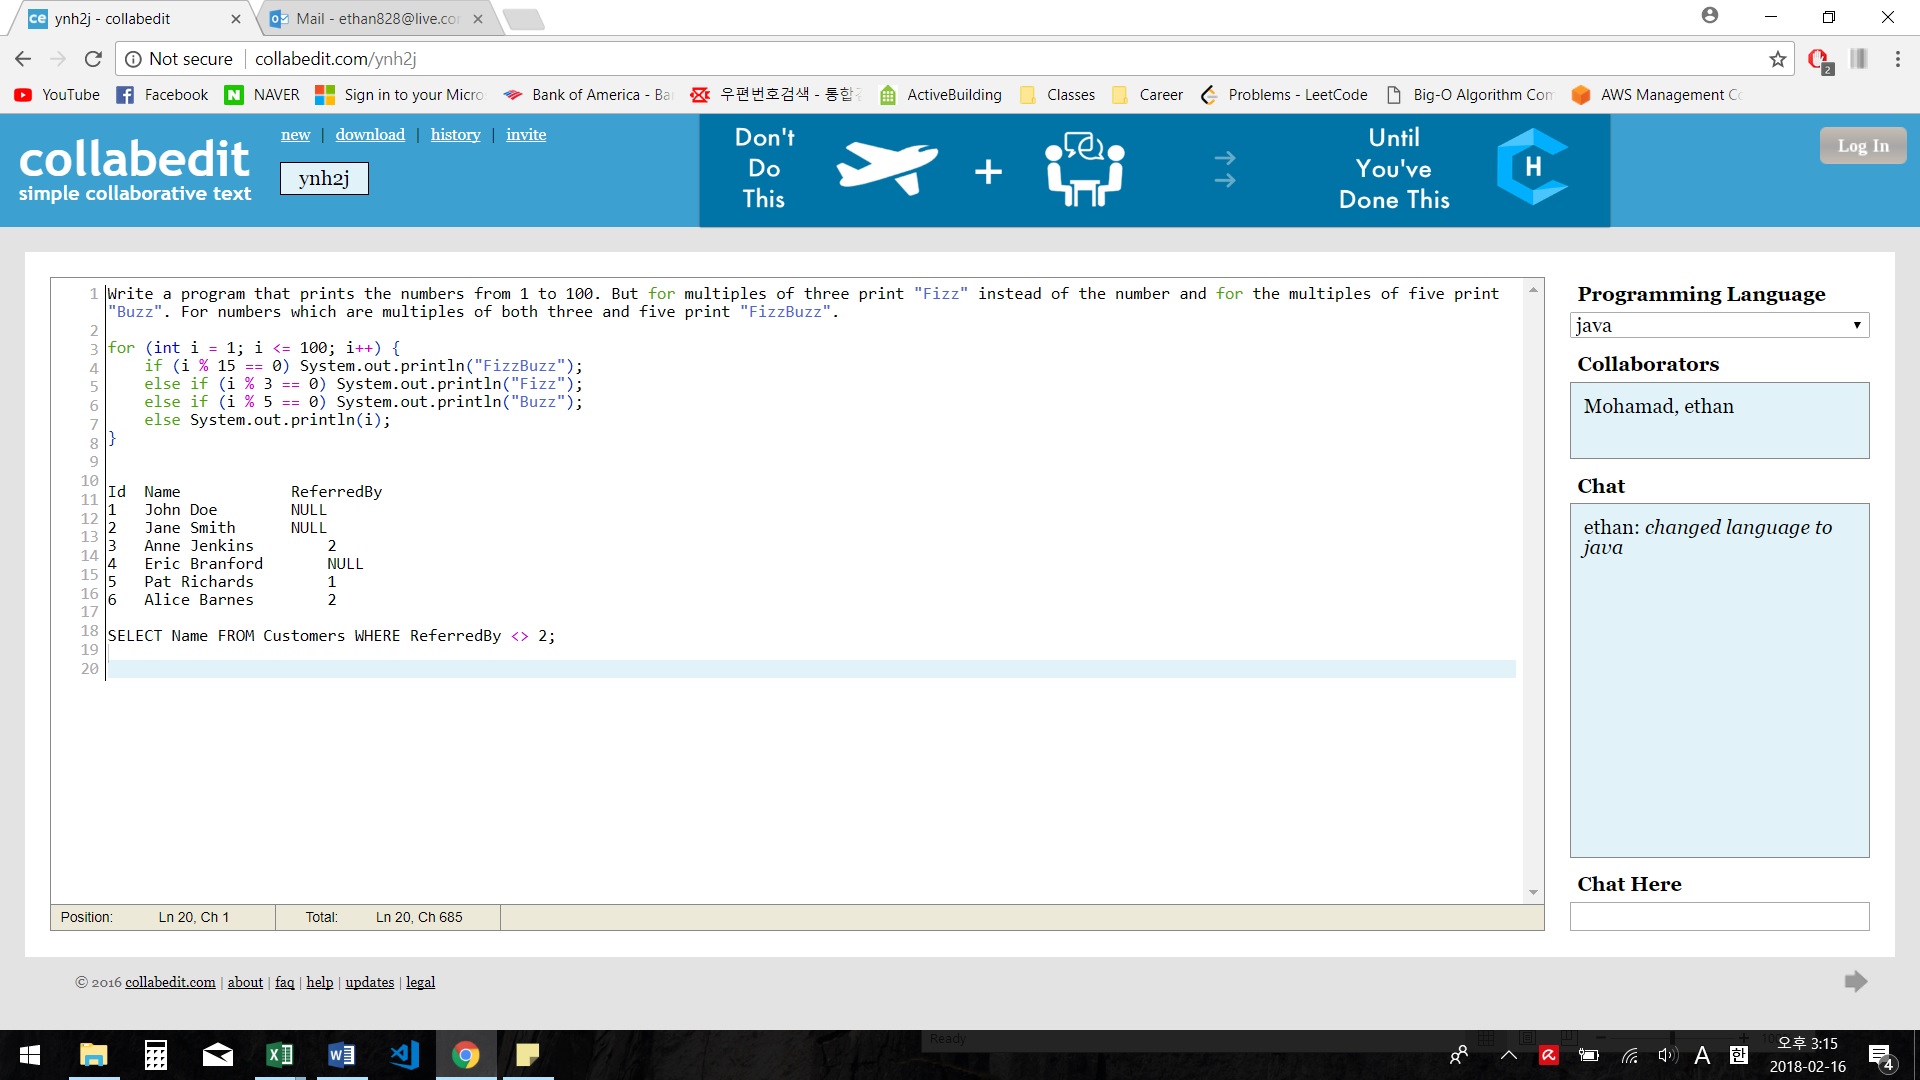 ynh2j - collabedit
Mail - ethan828@live.co
Not secure
collabedit.com/ynh2j
2
YouTube
Facebook
NAVER
Sign in to your Micro
Bank of America - Ba
우편번호검색 - 통합
ActiveBuilding
Classes
Career
Problems - LeetCode
Big-O Algorithm Com
AWS Management Co
collabedit
simple collaborative text
new | download | history | invite
ynh2j
Don't
Do
This
+
Until
You've
Done This
H
Log In
1 Write a program that prints the numbers from 1 to 100. But for multiples of three print "Fizz" instead of the number and for the multiples of five print
"Buzz". For numbers which are multiples of both three and five print "FizzBuzz".
2
3 for (int i = 1; i <= 100; i++) {
4 if (i % 15 == 0) System.out.println("FizzBuzz");
5 else if (i % 3 == 0) System.out.println("Fizz");
6 else if (i % 5 == 0) System.out.println("Buzz");
7 else System.out.println(i);
8 }
9
10
11 Id Name ReferredBy
12 1 John Doe NULL
13 2 Jane Smith NULL
14 3 Anne Jenkins 2
15 4 Eric Branford NULL
16 5 Pat Richards 1
17 6 Alice Barnes 2
18
19 SELECT Name FROM Customers WHERE ReferredBy <> 2;
20
Position: Ln 20, Ch 1
Total: Ln 20, Ch 685
Programming Language
java
Collaborators
Mohamad, ethan
Chat
ethan: changed language to
java
Chat Here
© 2016 collabedit.com | about | faq | help | updates | legal
Ready
A
한
오후 3:15
2018-02-16
4